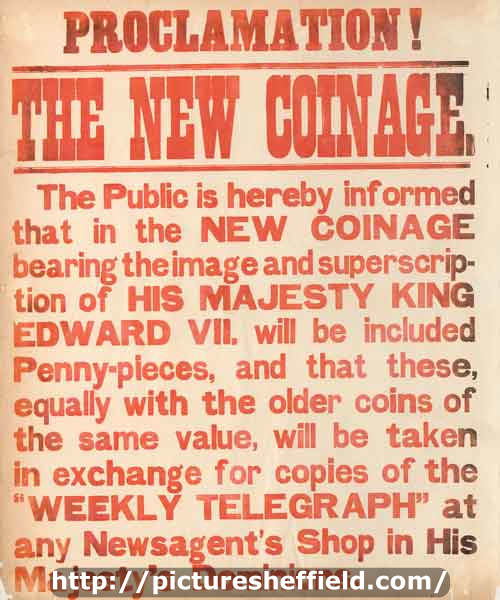 PROCLAMATION!
THE NEW COINAGE.
The Public is hereby informed
that in the NEW COINAGE
bearing the image and superscrip-
tion of HIS MAJESTY KING
EDWARD VII. will be included
Penny-pieces, and that these,
equally with the older coins of
the same value, will be taken
in exchange for copies of the
"WEEKLY TELEGRAPH" at
any Newsagent's Shop in His
Majesty's Dominions.
http://picturesheffield.com/